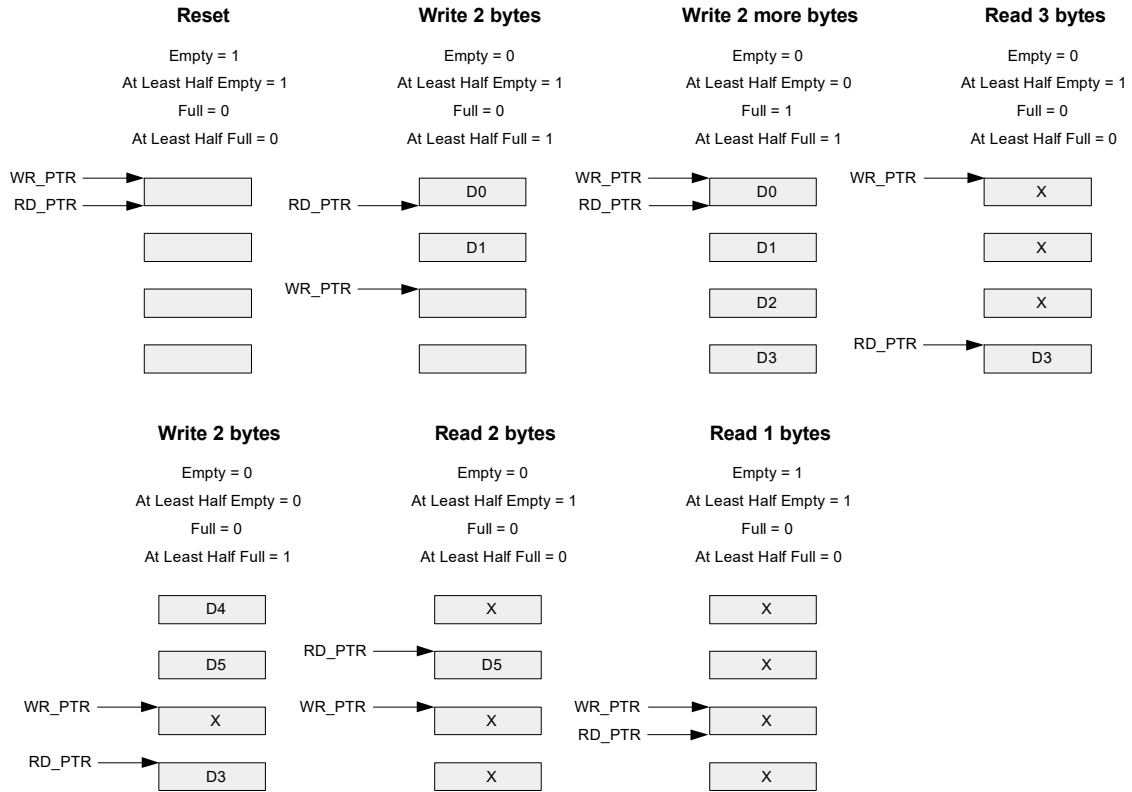 Reset
Empty = 1
At Least Half Empty = 1
Full = 0
At Least Half Full = 0
WR_PTR
RD_PTR
Write 2 bytes
Empty = 0
At Least Half Empty = 1
Full = 0
At Least Half Full = 1
D0
RD_PTR
D1
WR_PTR
Write 2 more bytes
Empty = 0
At Least Half Empty = 0
Full = 1
At Least Half Full = 1
WR_PTR
D0
RD_PTR
D1
D2
D3
Read 3 bytes
Empty = 0
At Least Half Empty = 1
Full = 0
At Least Half Full = 0
WR_PTR
X
X
X
RD_PTR
D3
Write 2 bytes
Empty = 0
At Least Half Empty = 0
Full = 0
At Least Half Full = 1
D4
D5
WR_PTR
X
RD_PTR
D3
Read 2 bytes
Empty = 0
At Least Half Empty = 1
Full = 0
At Least Half Full = 0
X
RD_PTR
D5
WR_PTR
X
X
Read 1 bytes
Empty = 1
At Least Half Empty = 1
Full = 0
At Least Half Full = 0
X
X
WR_PTR
X
RD_PTR
X